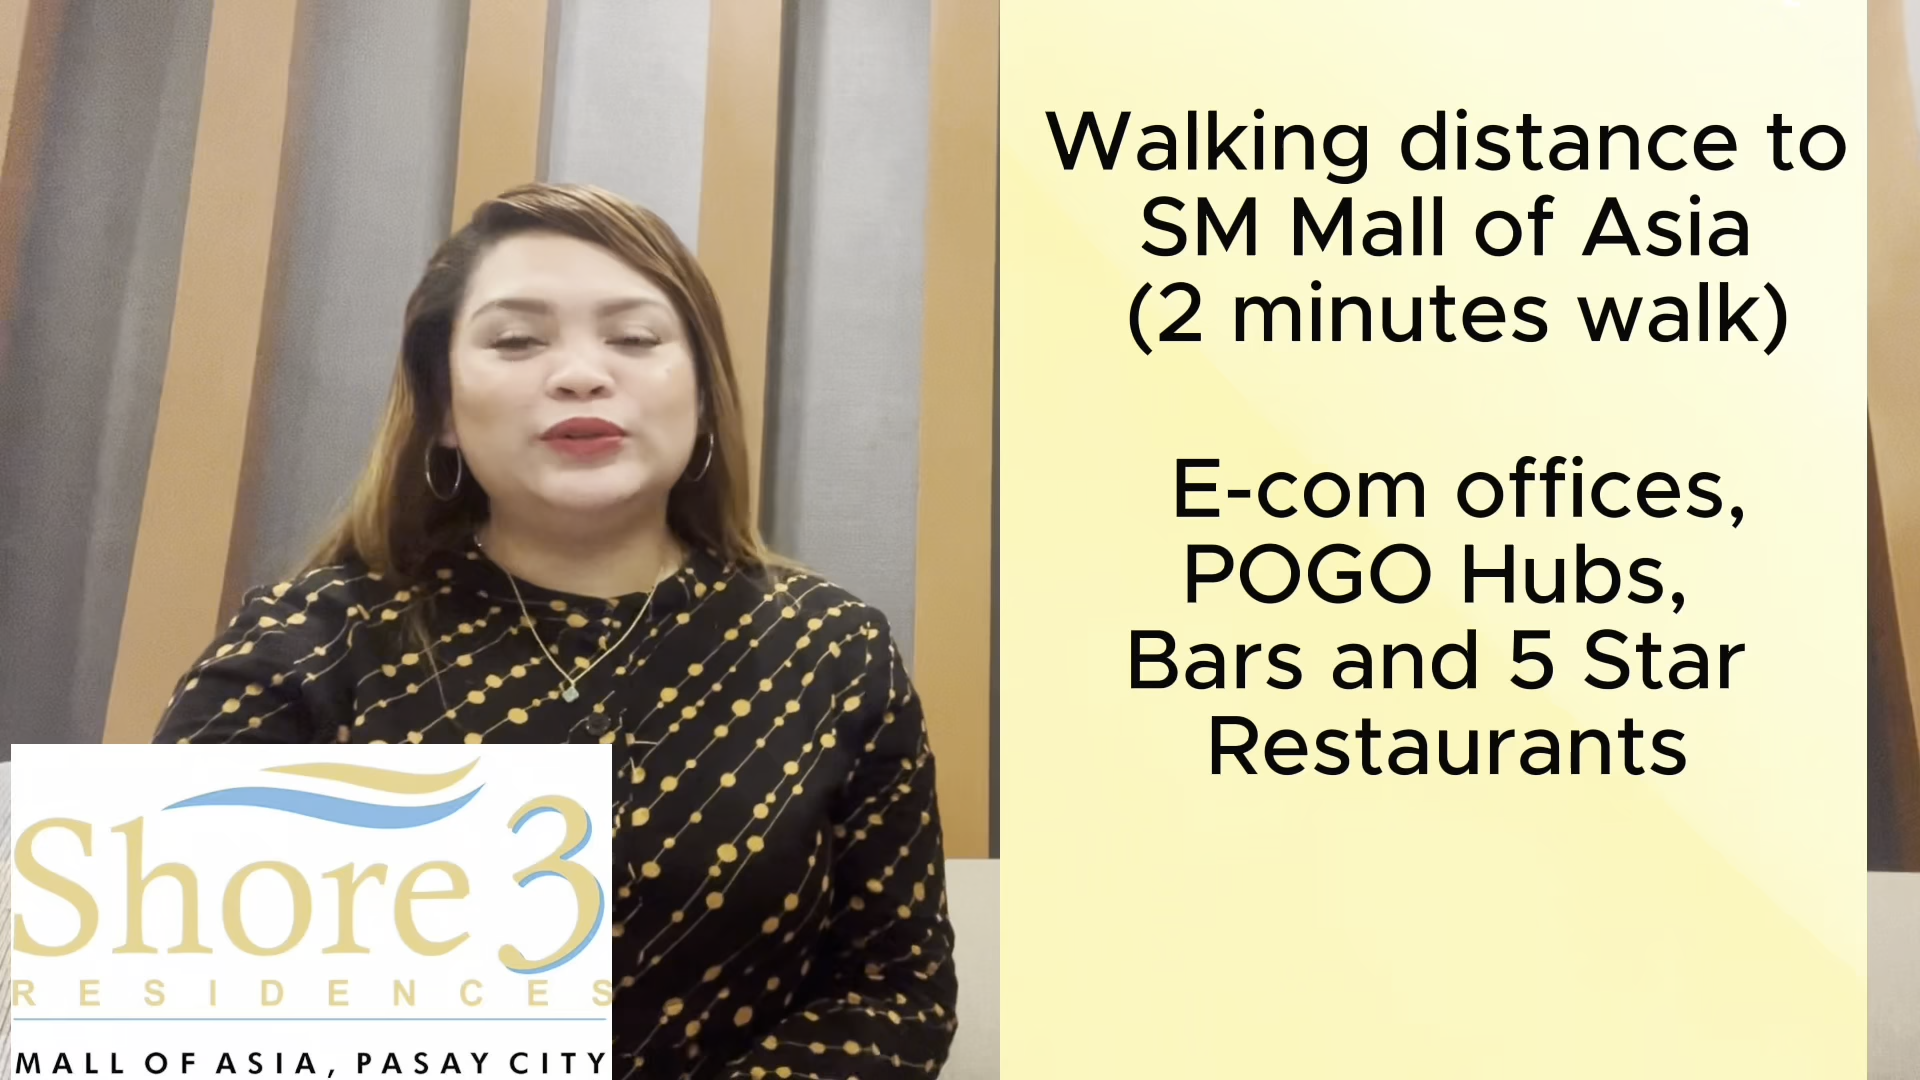 Walking distance to
SM Mall of Asia
(2 minutes walk)
E-com offices,
POGO Hubs,
Bars and 5 Star
Restaurants
Shore 3
RESIDENCES
MALL OF ASIA, PASAY CITY